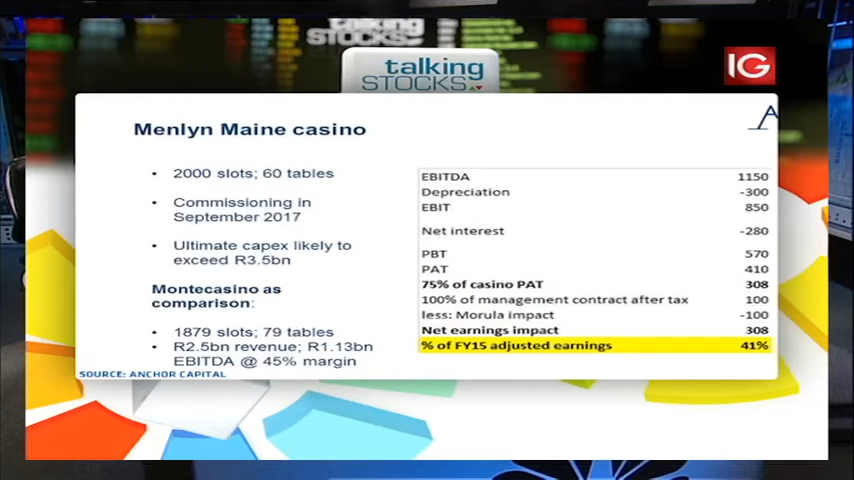 talking
STOCKS
talking
STOCKS
IG
A
Menlyn Maine casino
• 2000 slots; 60 tables
• Commissioning in
September 2017
• Ultimate capex likely to
exceed R3.5bn
Montecasino as
comparison:
• 1879 slots; 79 tables
• R2.5bn revenue; R1.13bn
EBITDA @ 45% margin
EBITDA 1150
Depreciation -300
EBIT 850
Net interest -280
PBT 570
PAT 410
75% of casino PAT 308
100% of management contract after tax 100
less: Morula impact -100
Net earnings impact 308
% of FY15 adjusted earnings 41%
SOURCE: ANCHOR CAPITAL